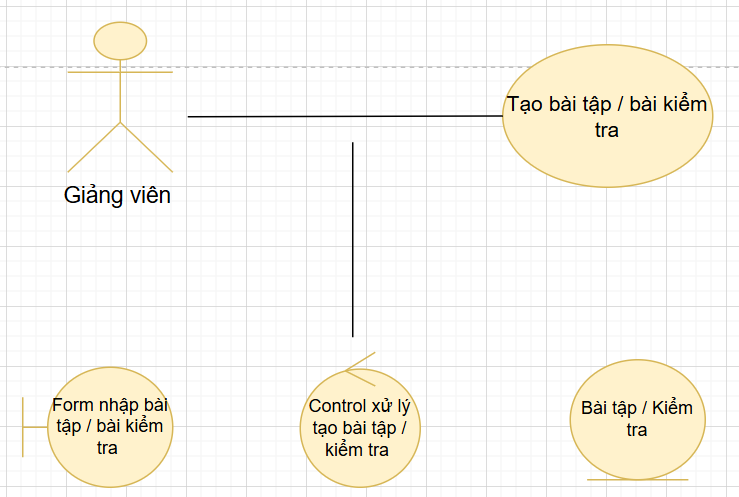 Tạo bài tập / bài kiểm
tra
Giảng viên
Form nhập bài
tập / bài kiểm
tra
Control xử lý
tạo bài tập /
kiểm tra
Bài tập / Kiểm
tra